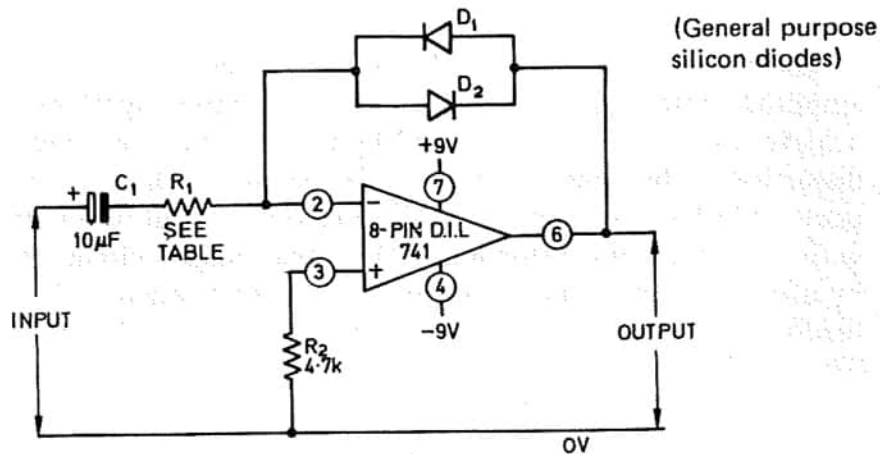 D1
(General purpose
silicon diodes)
D2
+9V
+ C1
R1
7
10μF
SEE
TABLE
2
−
8-PIN D.I.L
741
6
3
+
4
INPUT
−9V
OUTPUT
R2
4·7k
0V